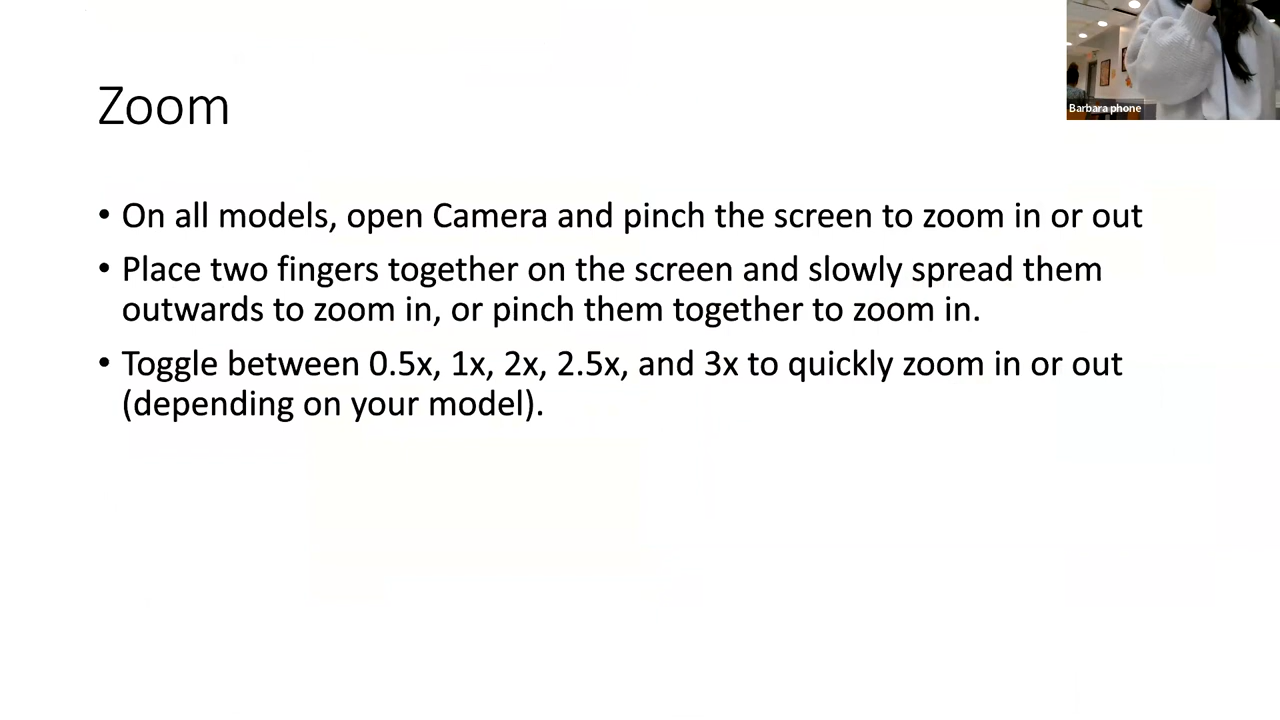 Zoom
Barbara phone
• On all models, open Camera and pinch the screen to zoom in or out
• Place two fingers together on the screen and slowly spread them
outwards to zoom in, or pinch them together to zoom in.
• Toggle between 0.5x, 1x, 2x, 2.5x, and 3x to quickly zoom in or out
(depending on your model).